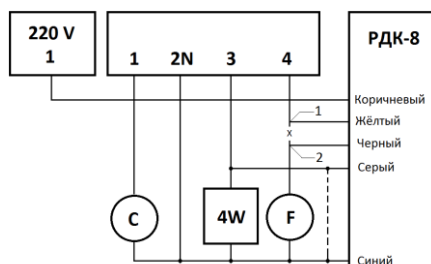 220 V
1
1 2N 3 4
РДК-8
Коричневый
1
Жёлтый
x
Черный
2
Серый
C
4W
F
Синий